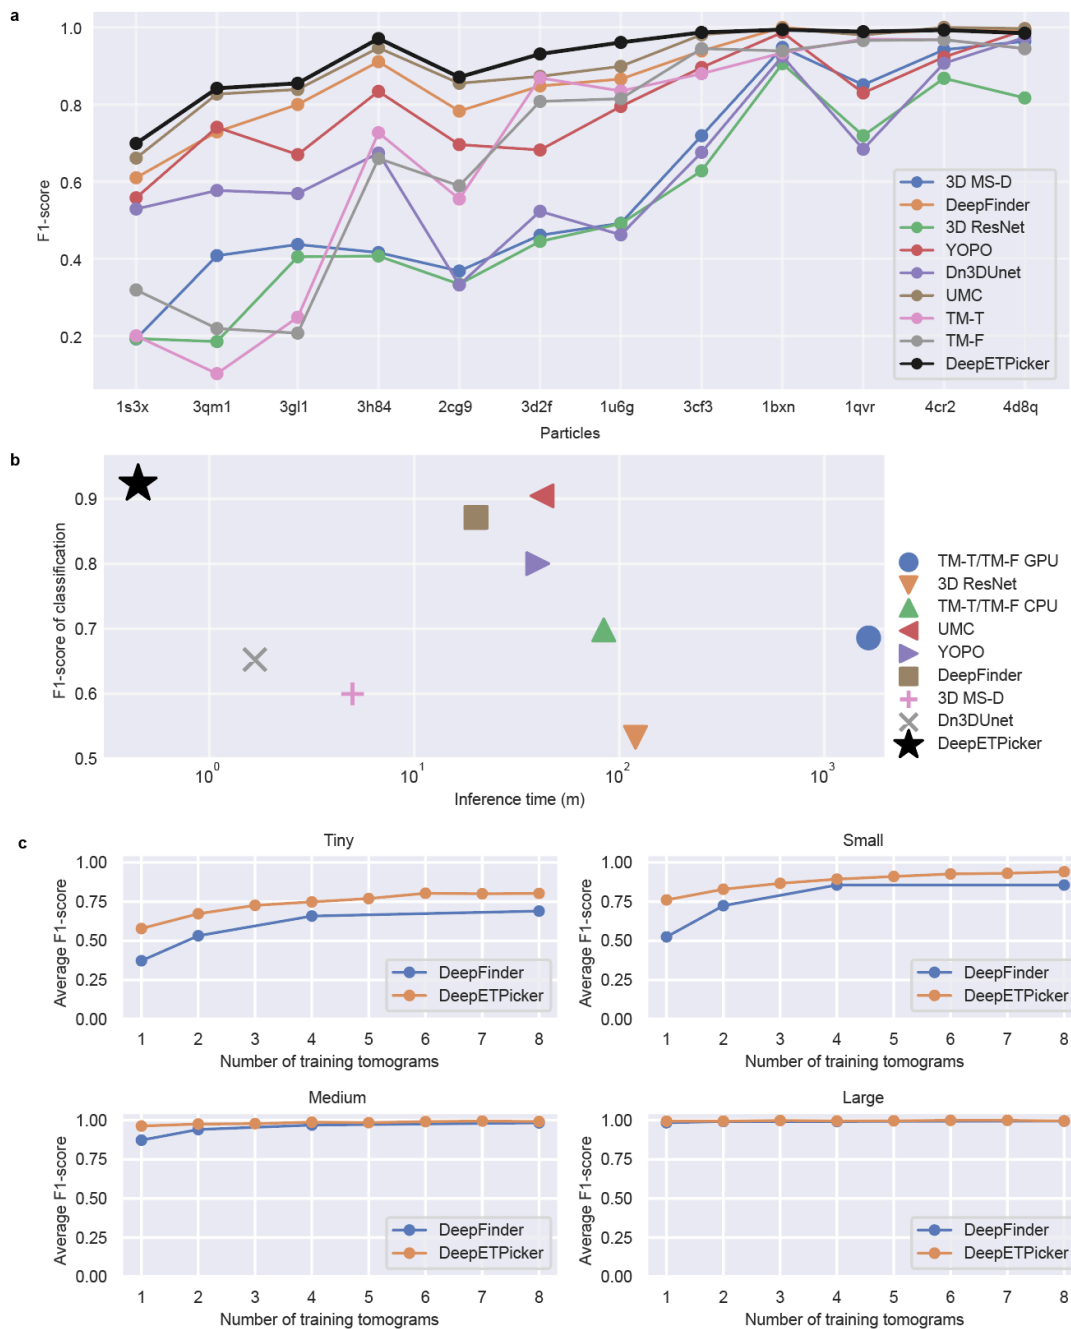 a
1.0
0.8
0.6
0.4
0.2
F1-score
3D MS-D
DeepFinder
3D ResNet
YOPO
Dn3DUnet
UMC
TM-T
TM-F
DeepETPicker
1s3x 3qm1 3gl1 3h84 2cg9 3d2f 1u6g 3cf3 1bxn 1qvr 4cr2 4d8q
Particles
b
0.9
0.8
0.7
0.6
0.5
F1-score of classification
TM-T/TM-F GPU
3D ResNet
TM-T/TM-F CPU
UMC
YOPO
DeepFinder
3D MS-D
Dn3DUnet
DeepETPicker
10⁰ 10¹ 10² 10³
Inference time (m)
c
Tiny
1.00
0.75
0.50
0.25
0.00
Average F1-score
DeepFinder
DeepETPicker
1 2 3 4 5 6 7 8
Number of training tomograms
Small
1.00
0.75
0.50
0.25
0.00
Average F1-score
DeepFinder
DeepETPicker
1 2 3 4 5 6 7 8
Number of training tomograms
Medium
1.00
0.75
0.50
0.25
0.00
Average F1-score
DeepFinder
DeepETPicker
1 2 3 4 5 6 7 8
Number of training tomograms
Large
1.00
0.75
0.50
0.25
0.00
Average F1-score
DeepFinder
DeepETPicker
1 2 3 4 5 6 7 8
Number of training tomograms